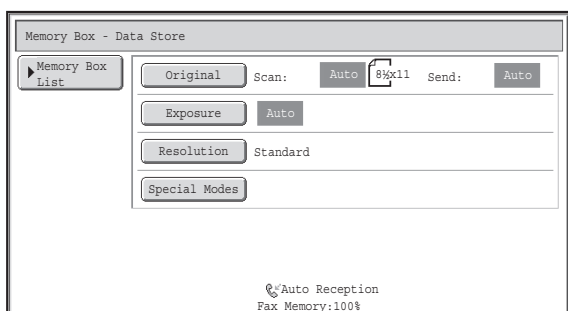 Memory Box - Data Store
Memory Box
List
Original Scan: Auto 8½x11 Send: Auto
Exposure Auto
Resolution Standard
Special Modes
Auto Reception
Fax Memory:100%